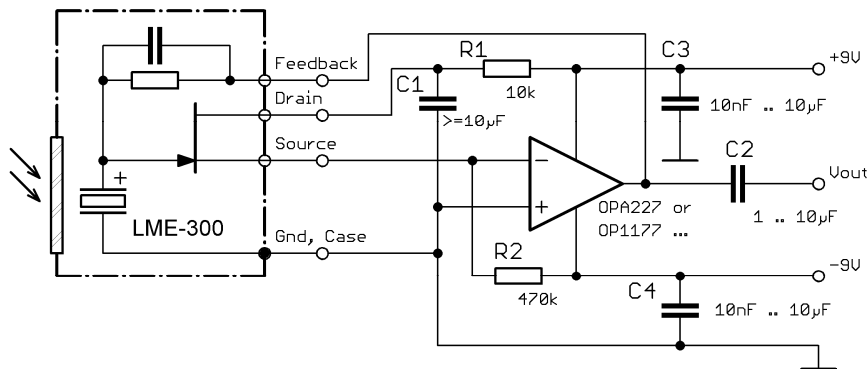 Feedback
Drain
Source
Gnd, Case
+
LME-300
C1
>=10µF
R1
10k
C3
10nF .. 10µF
+9V
−
+
OPA227 or
OP1177 ...
C2
1 .. 10µF
Vout
R2
470k
C4
10nF .. 10µF
-9V